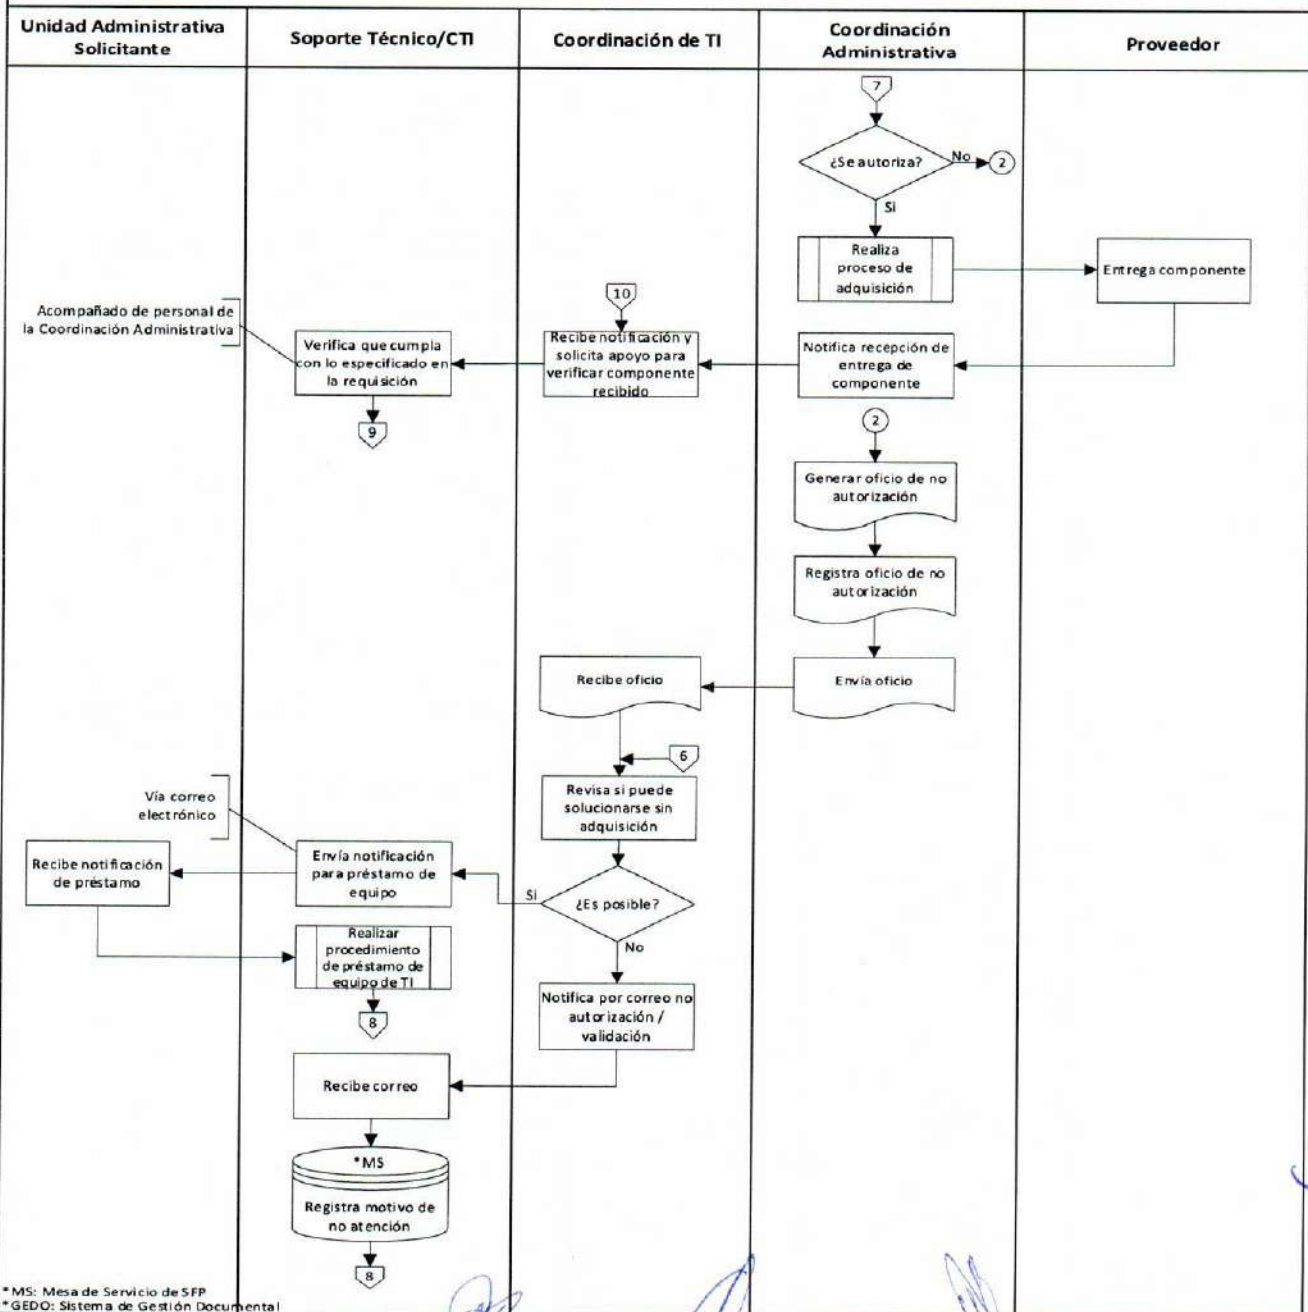 Unidad Administrativa
Solicitante
Soporte Técnico/CTI
Coordinación de TI
Coordinación
Administrativa
Proveedor
7
¿Se autoriza?
No
2
Si
Realiza
proceso de
adquisición
Entrega componente
Acompañado de personal de
la Coordinación Administrativa
10
Verifica que cumpla
con lo especificado en
la requisición
Recibe notificación y
solicita apoyo para
verificar componente
recibido
Notifica recepción de
entrega de
componente
9
2
Generar oficio de no
autorización
Registra oficio de no
autorización
Recibe oficio
Envía oficio
6
Revisa si puede
solucionarse sin
adquisición
Vía correo
electrónico
Recibe notificación
de préstamo
Envía notificación
para préstamo de
equipo
Si
¿Es posible?
No
Realizar
procedimiento
de préstamo de
equipo de TI
8
Notifica por correo no
autorización /
validación
Recibe correo
*MS
Registra motivo de
no atención
8
*MS: Mesa de Servicio de SFP
*GEDO: Sistema de Gestión Documental